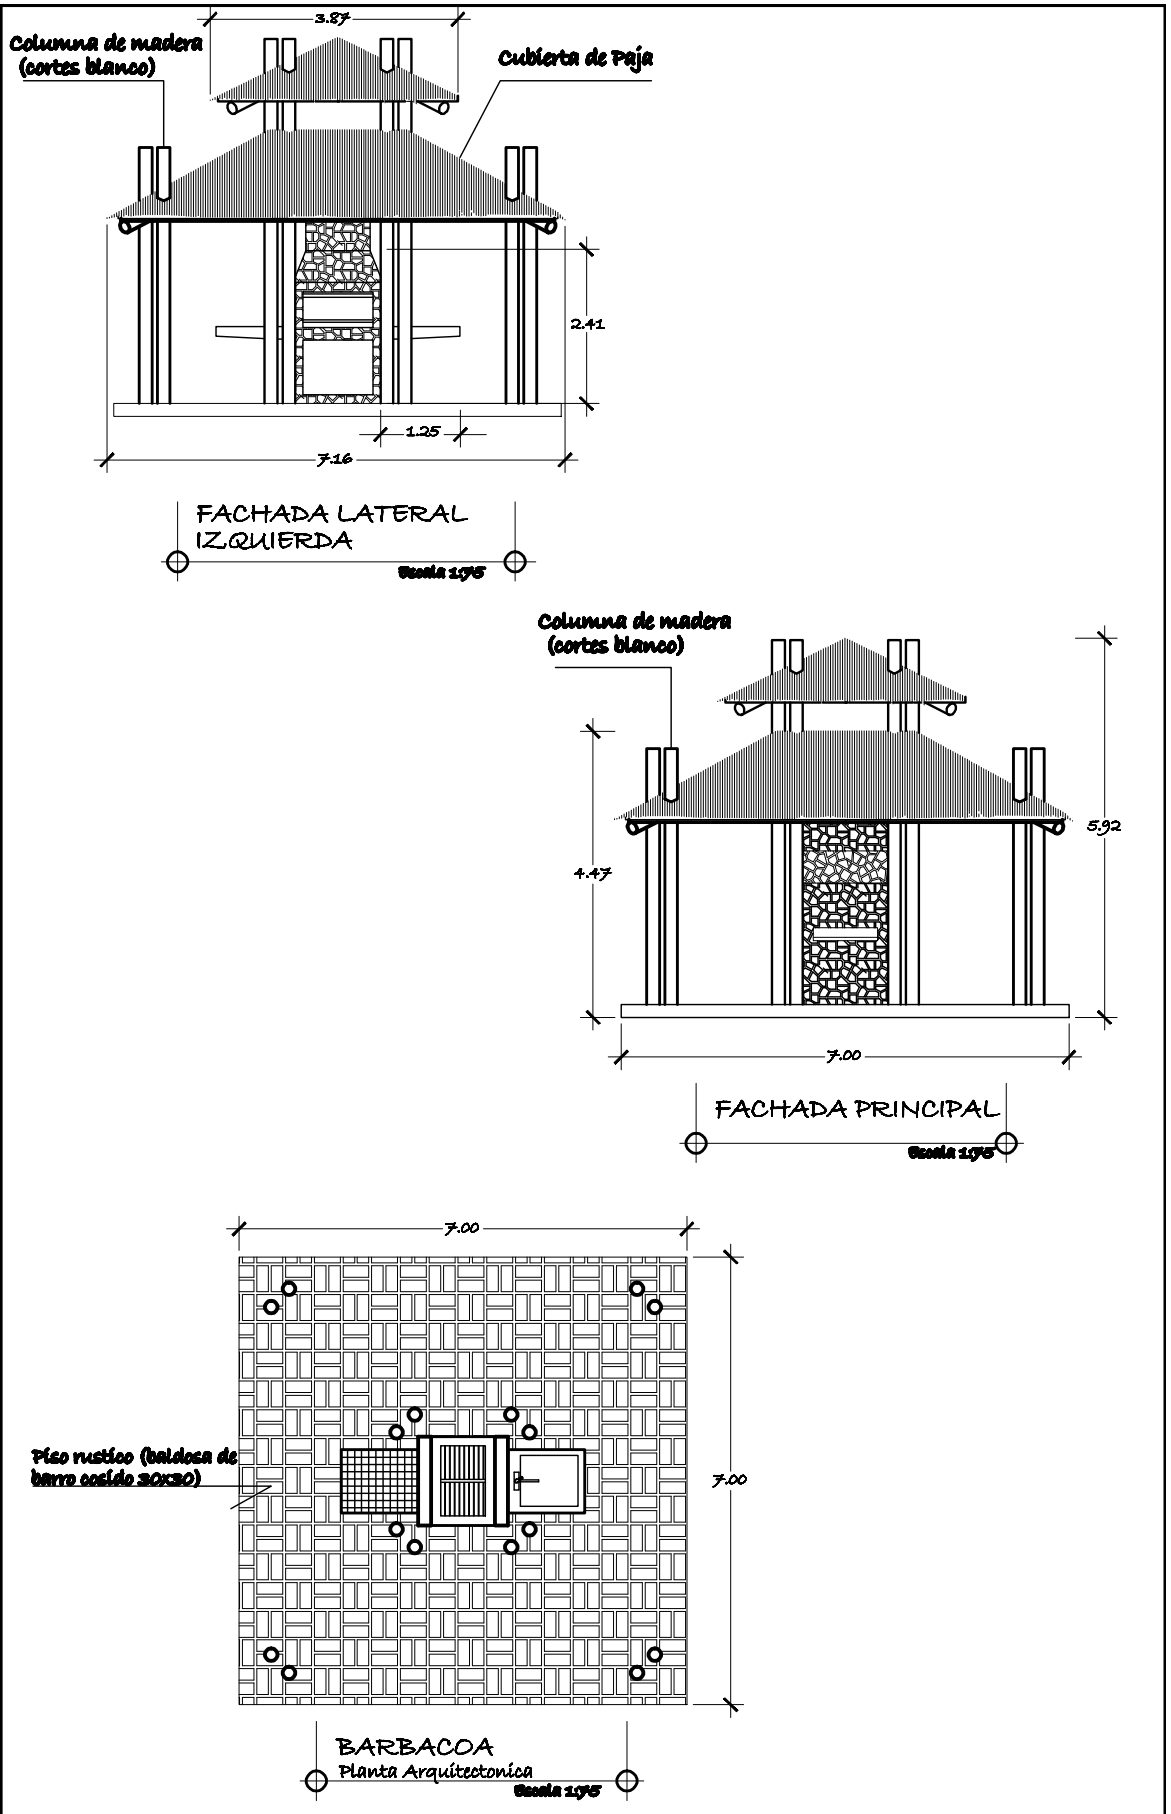 3.87
Columna de madera
(cortes blanco)
Cubierta de Paja
2.41
1.25
7.16
FACHADA LATERAL
IZQUIERDA
Escala 1:75
Columna de madera
(cortes blanco)
5.92
4.47
7.00
FACHADA PRINCIPAL
Escala 1:75
7.00
Piso rustico (baldosa de
barro cosido 30x30)
7.00
BARBACOA
Planta Arquitectonica
Escala 1:75